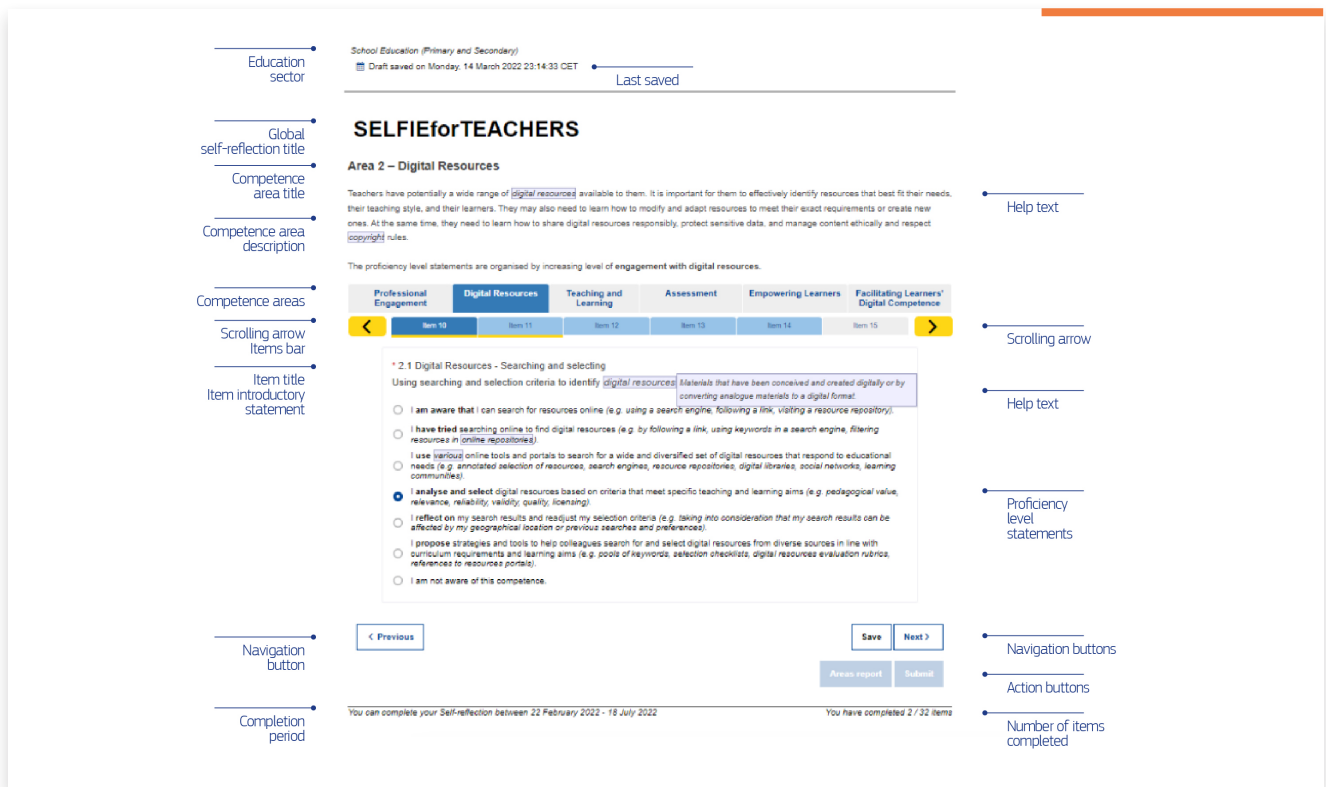 Education
sector
School Education (Primary and Secondary)
Draft saved on Monday, 14 March 2022 23:14:33 CET
Last saved
Global
self-reflection title
SELFIEforTEACHERS
Competence
area title
Area 2 – Digital Resources
Competence area
description
Teachers have potentially a wide range of digital resources available to them. It is important for them to effectively identify resources that best fit their needs,
their teaching style, and their learners. They may also need to learn how to modify and adapt resources to meet their exact requirements or create new
ones. At the same time, they need to learn how to share digital resources responsibly, protect sensitive data, and manage content ethically and respect
copyright rules.
Help text
The proficiency level statements are organised by increasing level of engagement with digital resources.
Competence areas
Professional
Engagement
Digital Resources
Teaching and
Learning
Assessment
Empowering Learners
Facilitating Learners'
Digital Competence
Scrolling arrow
Items bar
Item 10
Item 11
Item 12
Item 13
Item 14
Item 15
Scrolling arrow
Item title
Item introductory
statement
* 2.1 Digital Resources - Searching and selecting
Using searching and selection criteria to identify digital resources
Materials that have been conceived and created digitally or by
converting analogue materials to a digital format.
Help text
I am aware that I can search for resources online (e.g. using a search engine, following a link, visiting a resource repository).
I have tried searching online to find digital resources (e.g. by following a link, using keywords in a search engine, filtering
resources in online repositories).
I use various online tools and portals to search for a wide and diversified set of digital resources that respond to educational
needs (e.g. annotated selection of resources, search engines, resource repositories, digital libraries, social networks, learning
communities).
I analyse and select digital resources based on criteria that meet specific teaching and learning aims (e.g. pedagogical value,
relevance, reliability, validity, quality, licensing).
I reflect on my search results and readjust my selection criteria (e.g. taking into consideration that my search results can be
affected by my geographical location or previous searches and preferences).
I propose strategies and tools to help colleagues search for and select digital resources from diverse sources in line with
curriculum requirements and learning aims (e.g. pools of keywords, selection checklists, digital resources evaluation rubrics,
references to resources portals).
I am not aware of this competence.
Proficiency
level
statements
Navigation
button
< Previous
Save
Next >
Navigation buttons
Areas report
Submit
Action buttons
Completion
period
You can complete your Self-reflection between 22 February 2022 - 18 July 2022
You have completed 2 / 32 items
Number of items
completed